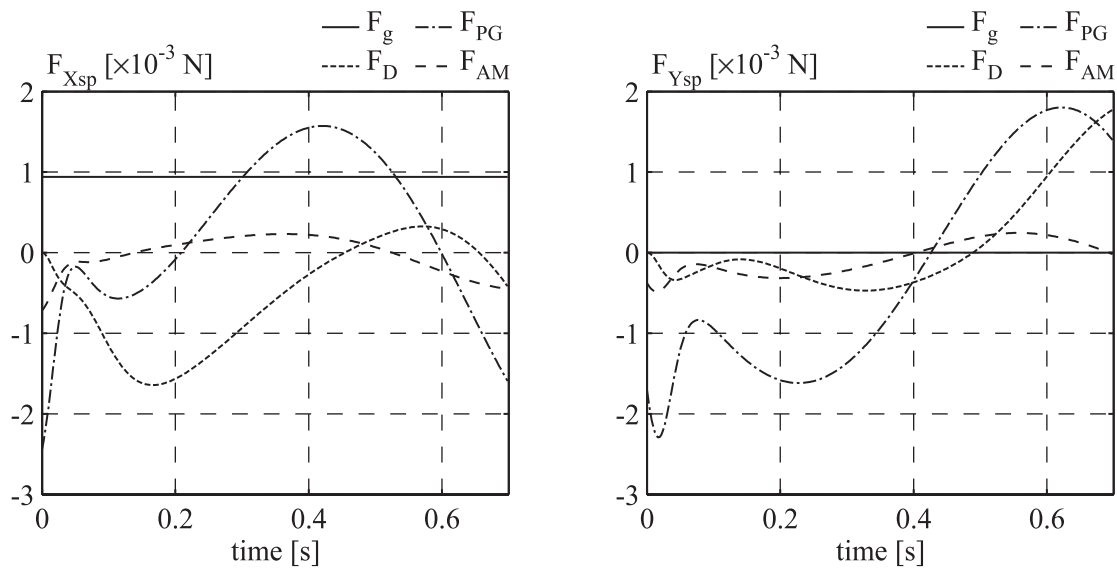 F_g F_PG
F_Xsp [×10^-3 N] F_D F_AM
2
1
0
-1
-2
-3
0 0.2 0.4 0.6
time [s]
F_g F_PG
F_Ysp [×10^-3 N] F_D F_AM
2
1
0
-1
-2
-3
0 0.2 0.4 0.6
time [s]